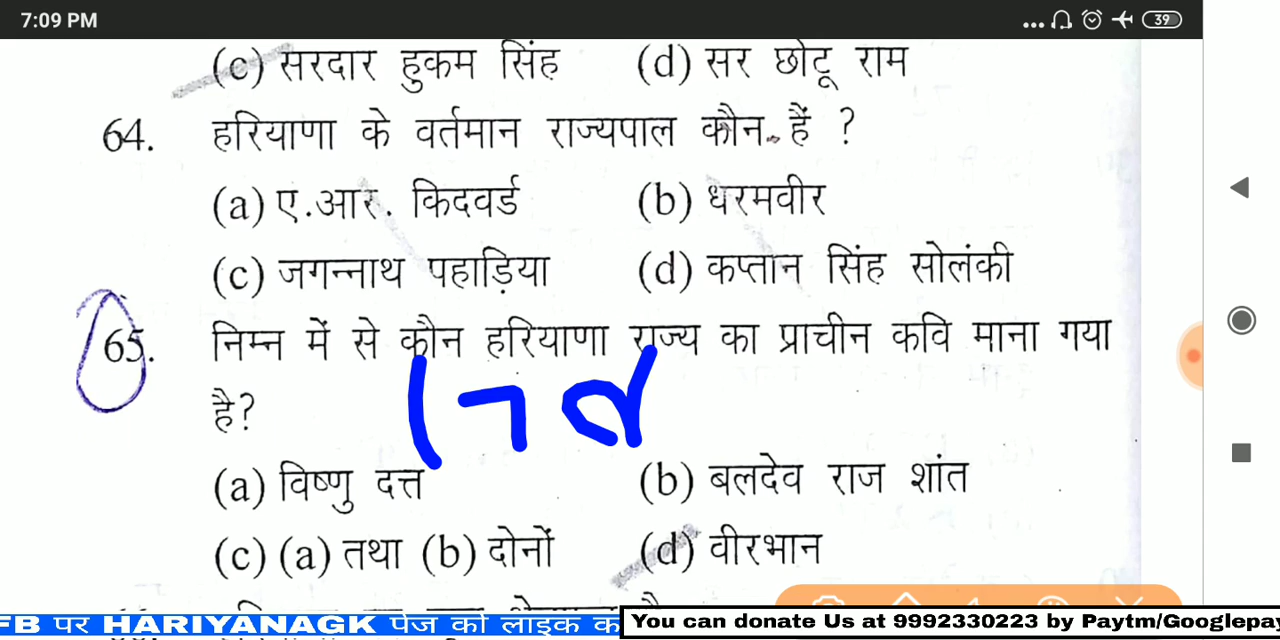 7:09 PM
39
(c) सरदार हुकम सिंह (d) सर छोटू राम
64. हरियाणा के वर्तमान राज्यपाल कौन हैं ?
(a) ए.आर. किदवई (b) धरमवीर
(c) जगन्नाथ पहाड़िया (d) कप्तान सिंह सोलंकी
65. निम्न में से कौन हरियाणा राज्य का प्राचीन कवि माना गया
है?
(a) विष्णु दत्त (b) बलदेव राज शांत
(c) (a) तथा (b) दोनों (d) वीरभान
FB पर HARIYANAGK पेज को लाइक क
You can donate Us at 9992330223 by Paytm/Googlepay